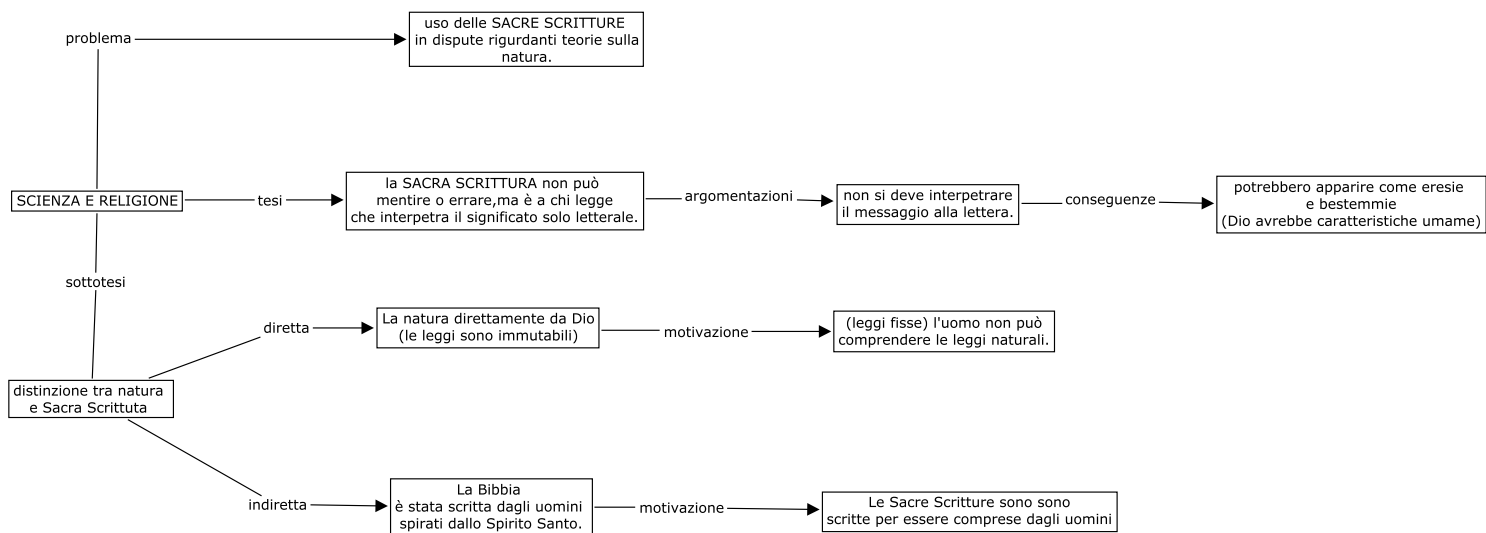 problema
uso delle SACRE SCRITTURE
in dispute rigurdanti teorie sulla
natura.
SCIENZA E RELIGIONE
tesi
la SACRA SCRITTURA non può
mentire o errare,ma è a chi legge
che interpetra il significato solo letterale.
argomentazioni
non si deve interpetrare
il messaggio alla lettera.
conseguenze
potrebbero apparire come eresie
e bestemmie
(Dio avrebbe caratteristiche umame)
sottotesi
distinzione tra natura
e Sacra Scrittuta
diretta
La natura direttamente da Dio
(le leggi sono immutabili)
motivazione
(leggi fisse) l'uomo non può
comprendere le leggi naturali.
indiretta
La Bibbia
è stata scritta dagli uomini
spirati dallo Spirito Santo.
motivazione
Le Sacre Scritture sono sono
scritte per essere comprese dagli uomini